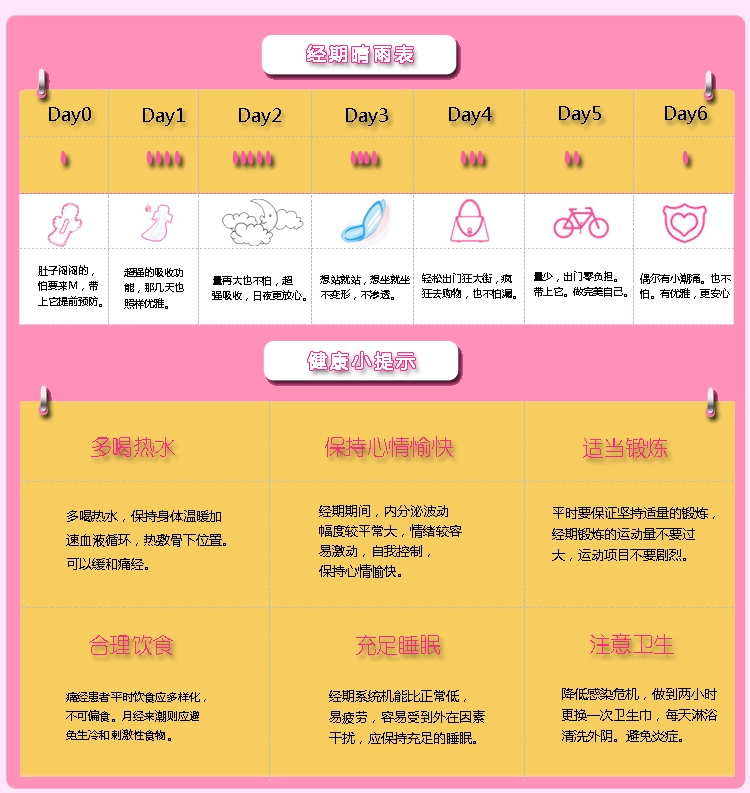 经期晴雨表
Day0 Day1 Day2 Day3 Day4 Day5 Day6
肚子闷闷的，
怕要来M，带
上它提前预防。
超强的吸收功
能，那几天也
照样优雅。
量再大也不怕，超
强吸收，日夜更放心。
想站就站，想坐就坐
不变形，不渗透。
轻松出门狂大街，疯
狂去购物，也不怕漏。
量少，出门零负担。
带上它。做完美自己。
偶尔有小潮涌。也不
怕。有优雅，更安心
健康小提示
多喝热水
保持心情愉快
适当锻炼
多喝热水，保持身体温暖加
速血液循环，热敷骨下位置。
可以缓和痛经。
经期期间，内分泌波动
幅度较平常大，情绪较容
易激动，自我控制，
保持心情愉快。
平时要保证坚持适量的锻炼，
经期锻炼的运动量不要过
大，运动项目不要剧烈。
合理饮食
充足睡眠
注意卫生
痛经患者平时饮食应多样化，
不可偏食。月经来潮则应避
免生冷和刺激性食物。
经期系统机能比正常低，
易疲劳，容易受到外在因素
干扰，应保持充足的睡眠。
降低感染危机，做到两小时
更换一次卫生巾，每天淋浴
清洗外阴。避免炎症。